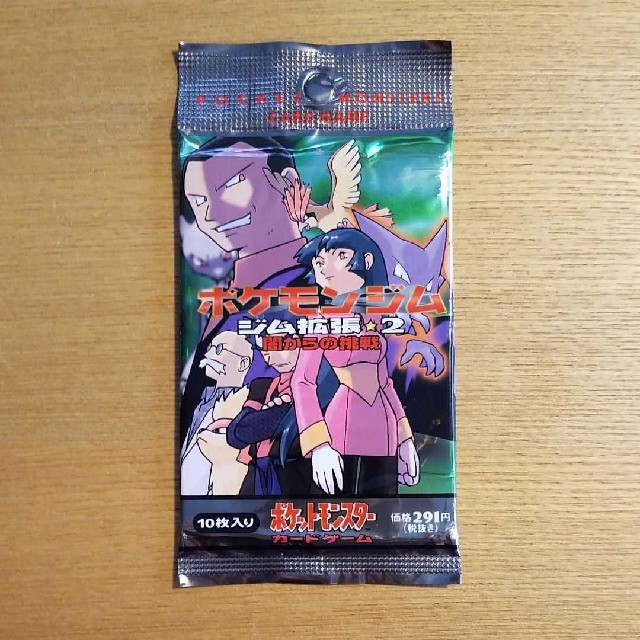 POCKET MONSTERS
CARD GAME
ポケモンジム
ジム拡張★2
闇からの挑戦
10枚入り
ポケットモンスター
カードゲーム
価格291円
(税抜き)